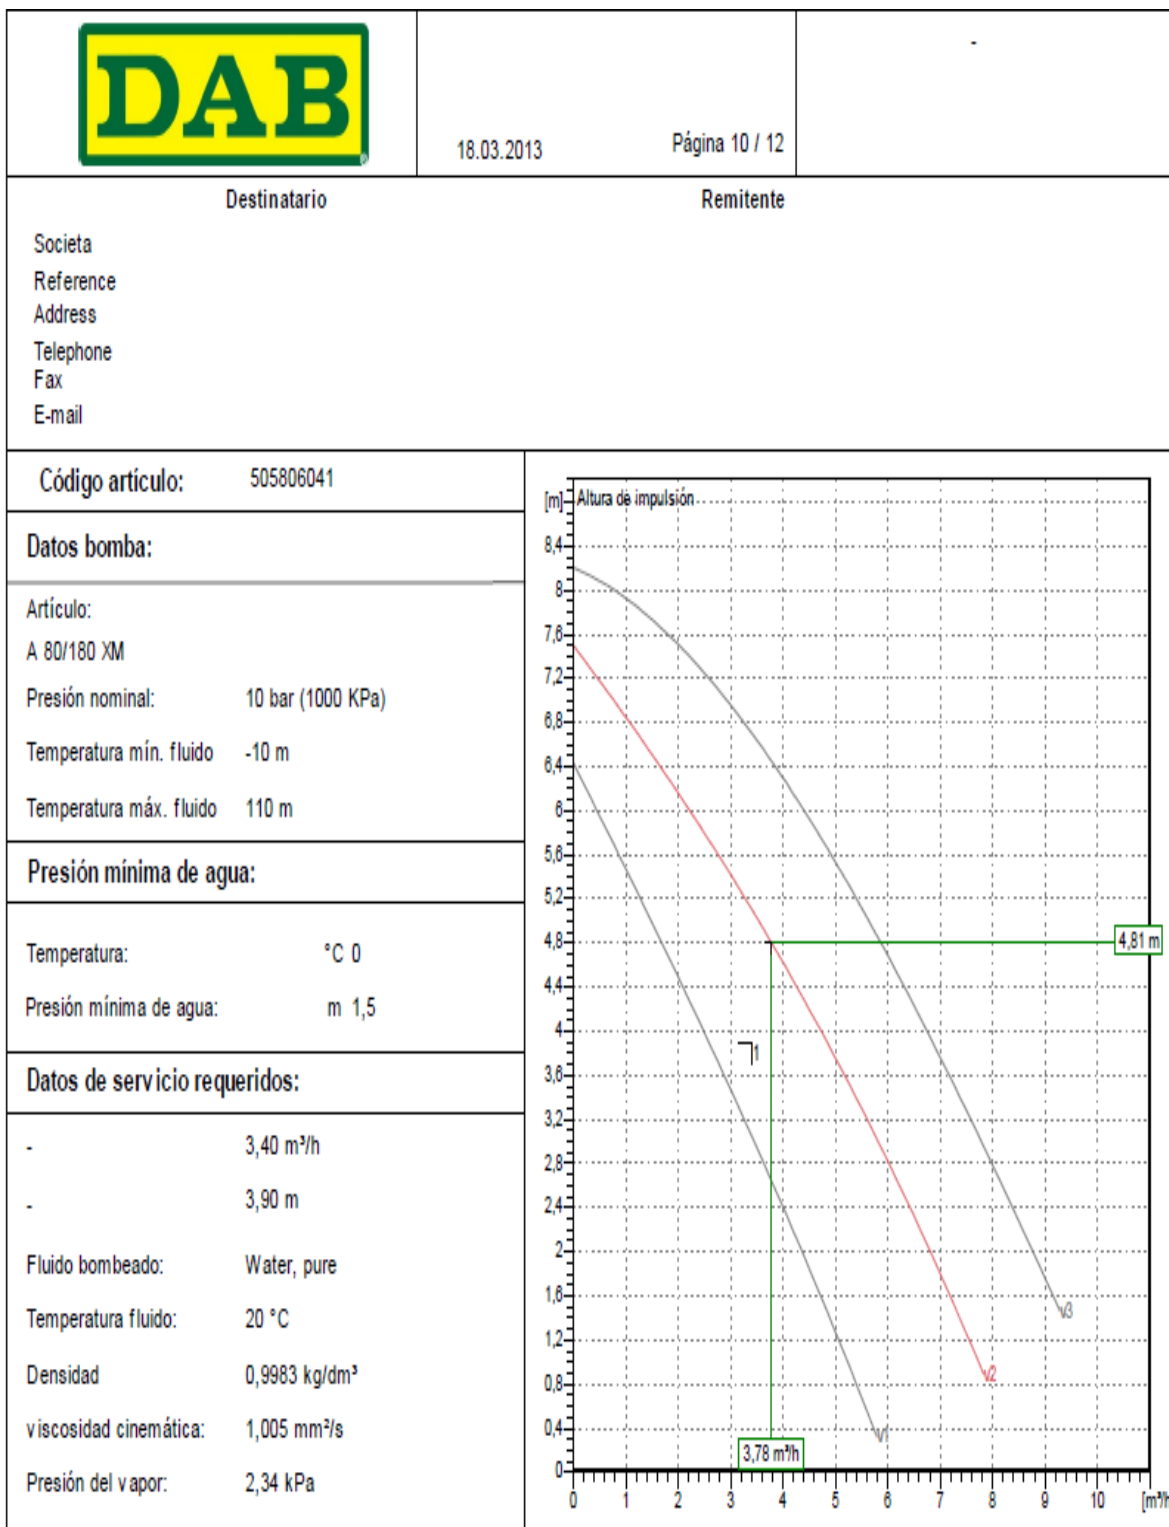 DAB
®
18.03.2013
Página 10 / 12
-
Destinatario
Remitente
Societa
Reference
Address
Telephone
Fax
E-mail
Código artículo: 505806041
Datos bomba:
Artículo:
A 80/180 XM
Presión nominal: 10 bar (1000 KPa)
Temperatura mín. fluido -10 m
Temperatura máx. fluido 110 m
Presión mínima de agua:
Temperatura: °C 0
Presión mínima de agua: m 1,5
Datos de servicio requeridos:
- 3,40 m³/h
- 3,90 m
Fluido bombeado: Water, pure
Temperatura fluido: 20 °C
Densidad 0,9983 kg/dm³
viscosidad cinemática: 1,005 mm²/s
Presión del vapor: 2,34 kPa
[m] Altura de impulsión
8,4
8
7,6
7,2
6,8
6,4
6
5,6
5,2
4,8
4,81 m
4,4
4
1
3,6
3,2
2,8
2,4
2
1,6
V3
1,2
V2
0,8
0,4
V1
3,78 m³/h
0
0 1 2 3 4 5 6 7 8 9 10 [m³/h